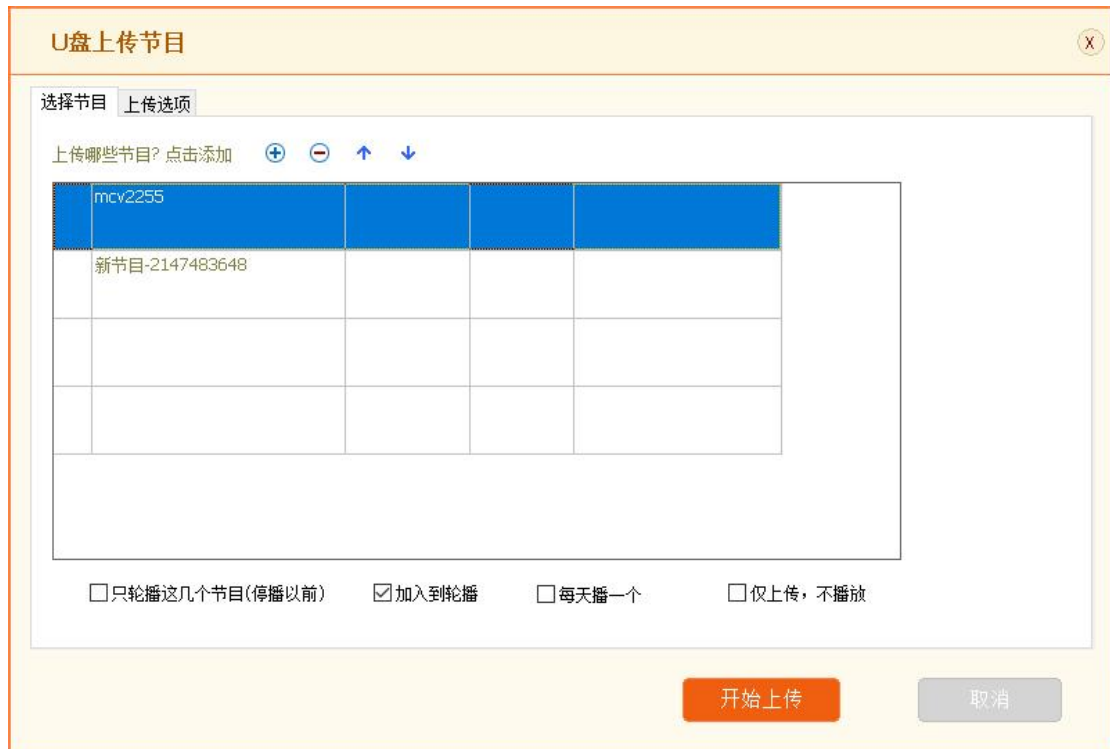 U盘上传节目
X
选择节目 上传选项
上传哪些节目? 点击添加
mcv2255
新节目-2147483648
只轮播这几个节目(停播以前) 加入到轮播 每天播一个 仅上传，不播放
开始上传 取消